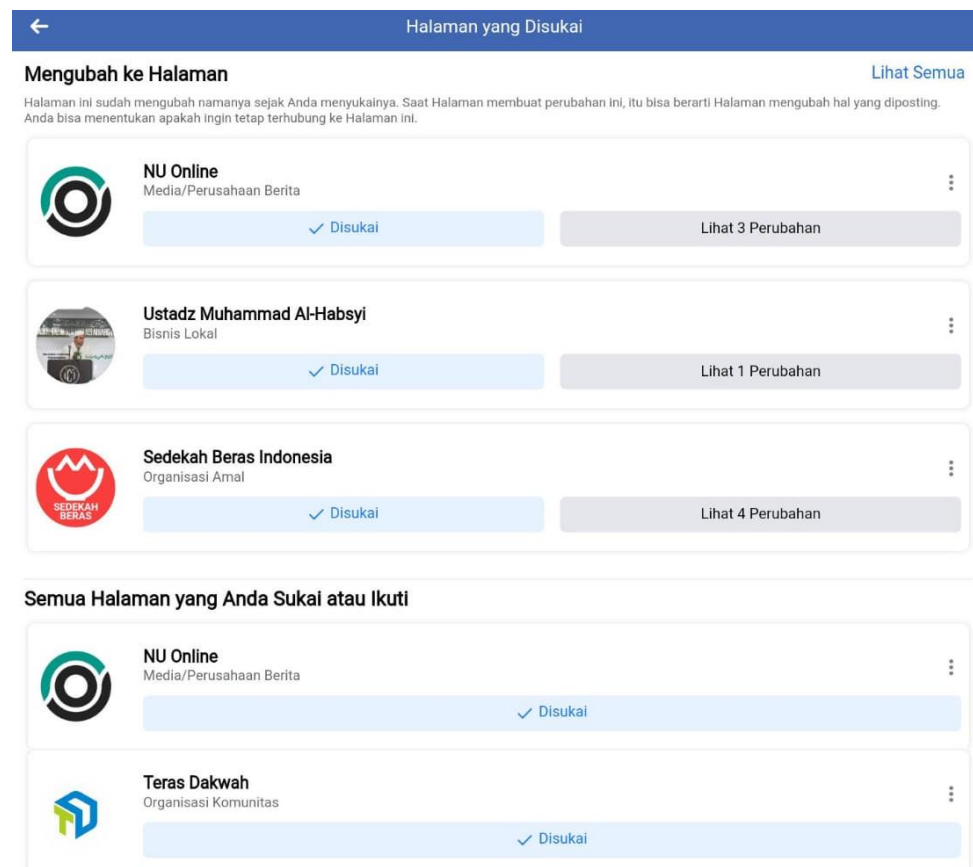 Halaman yang Disukai
Mengubah ke Halaman
Lihat Semua
Halaman ini sudah mengubah namanya sejak Anda menyukainya. Saat Halaman membuat perubahan ini, itu bisa berarti Halaman mengubah hal yang diposting.
Anda bisa menentukan apakah ingin tetap terhubung ke Halaman ini.
NU Online
Media/Perusahaan Berita
Disukai
Lihat 3 Perubahan
Ustadz Muhammad Al-Habsyi
Bisnis Lokal
Disukai
Lihat 1 Perubahan
SEDEKAH
BERAS
Sedekah Beras Indonesia
Organisasi Amal
Disukai
Lihat 4 Perubahan
Semua Halaman yang Anda Sukai atau Ikuti
NU Online
Media/Perusahaan Berita
Disukai
Teras Dakwah
Organisasi Komunitas
Disukai